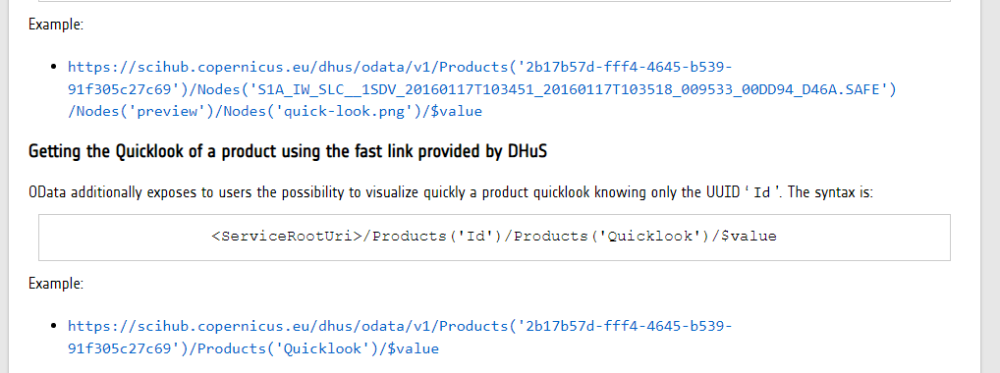 Example:
https://scihub.copernicus.eu/dhus/odata/v1/Products('2b17b57d-fff4-4645-b539-
91f305c27c69')/Nodes('S1A_IW_SLC__1SDV_20160117T103451_20160117T103518_009533_00DD94_D46A.SAFE')
/Nodes('preview')/Nodes('quick-look.png')/$value
Getting the Quicklook of a product using the fast link provided by DHuS
OData additionally exposes to users the possibility to visualize quickly a product quicklook knowing only the UUID ‘ Id ’. The syntax is:
<ServiceRootUri>/Products('Id')/Products('Quicklook')/$value
Example:
https://scihub.copernicus.eu/dhus/odata/v1/Products('2b17b57d-fff4-4645-b539-
91f305c27c69')/Products('Quicklook')/$value